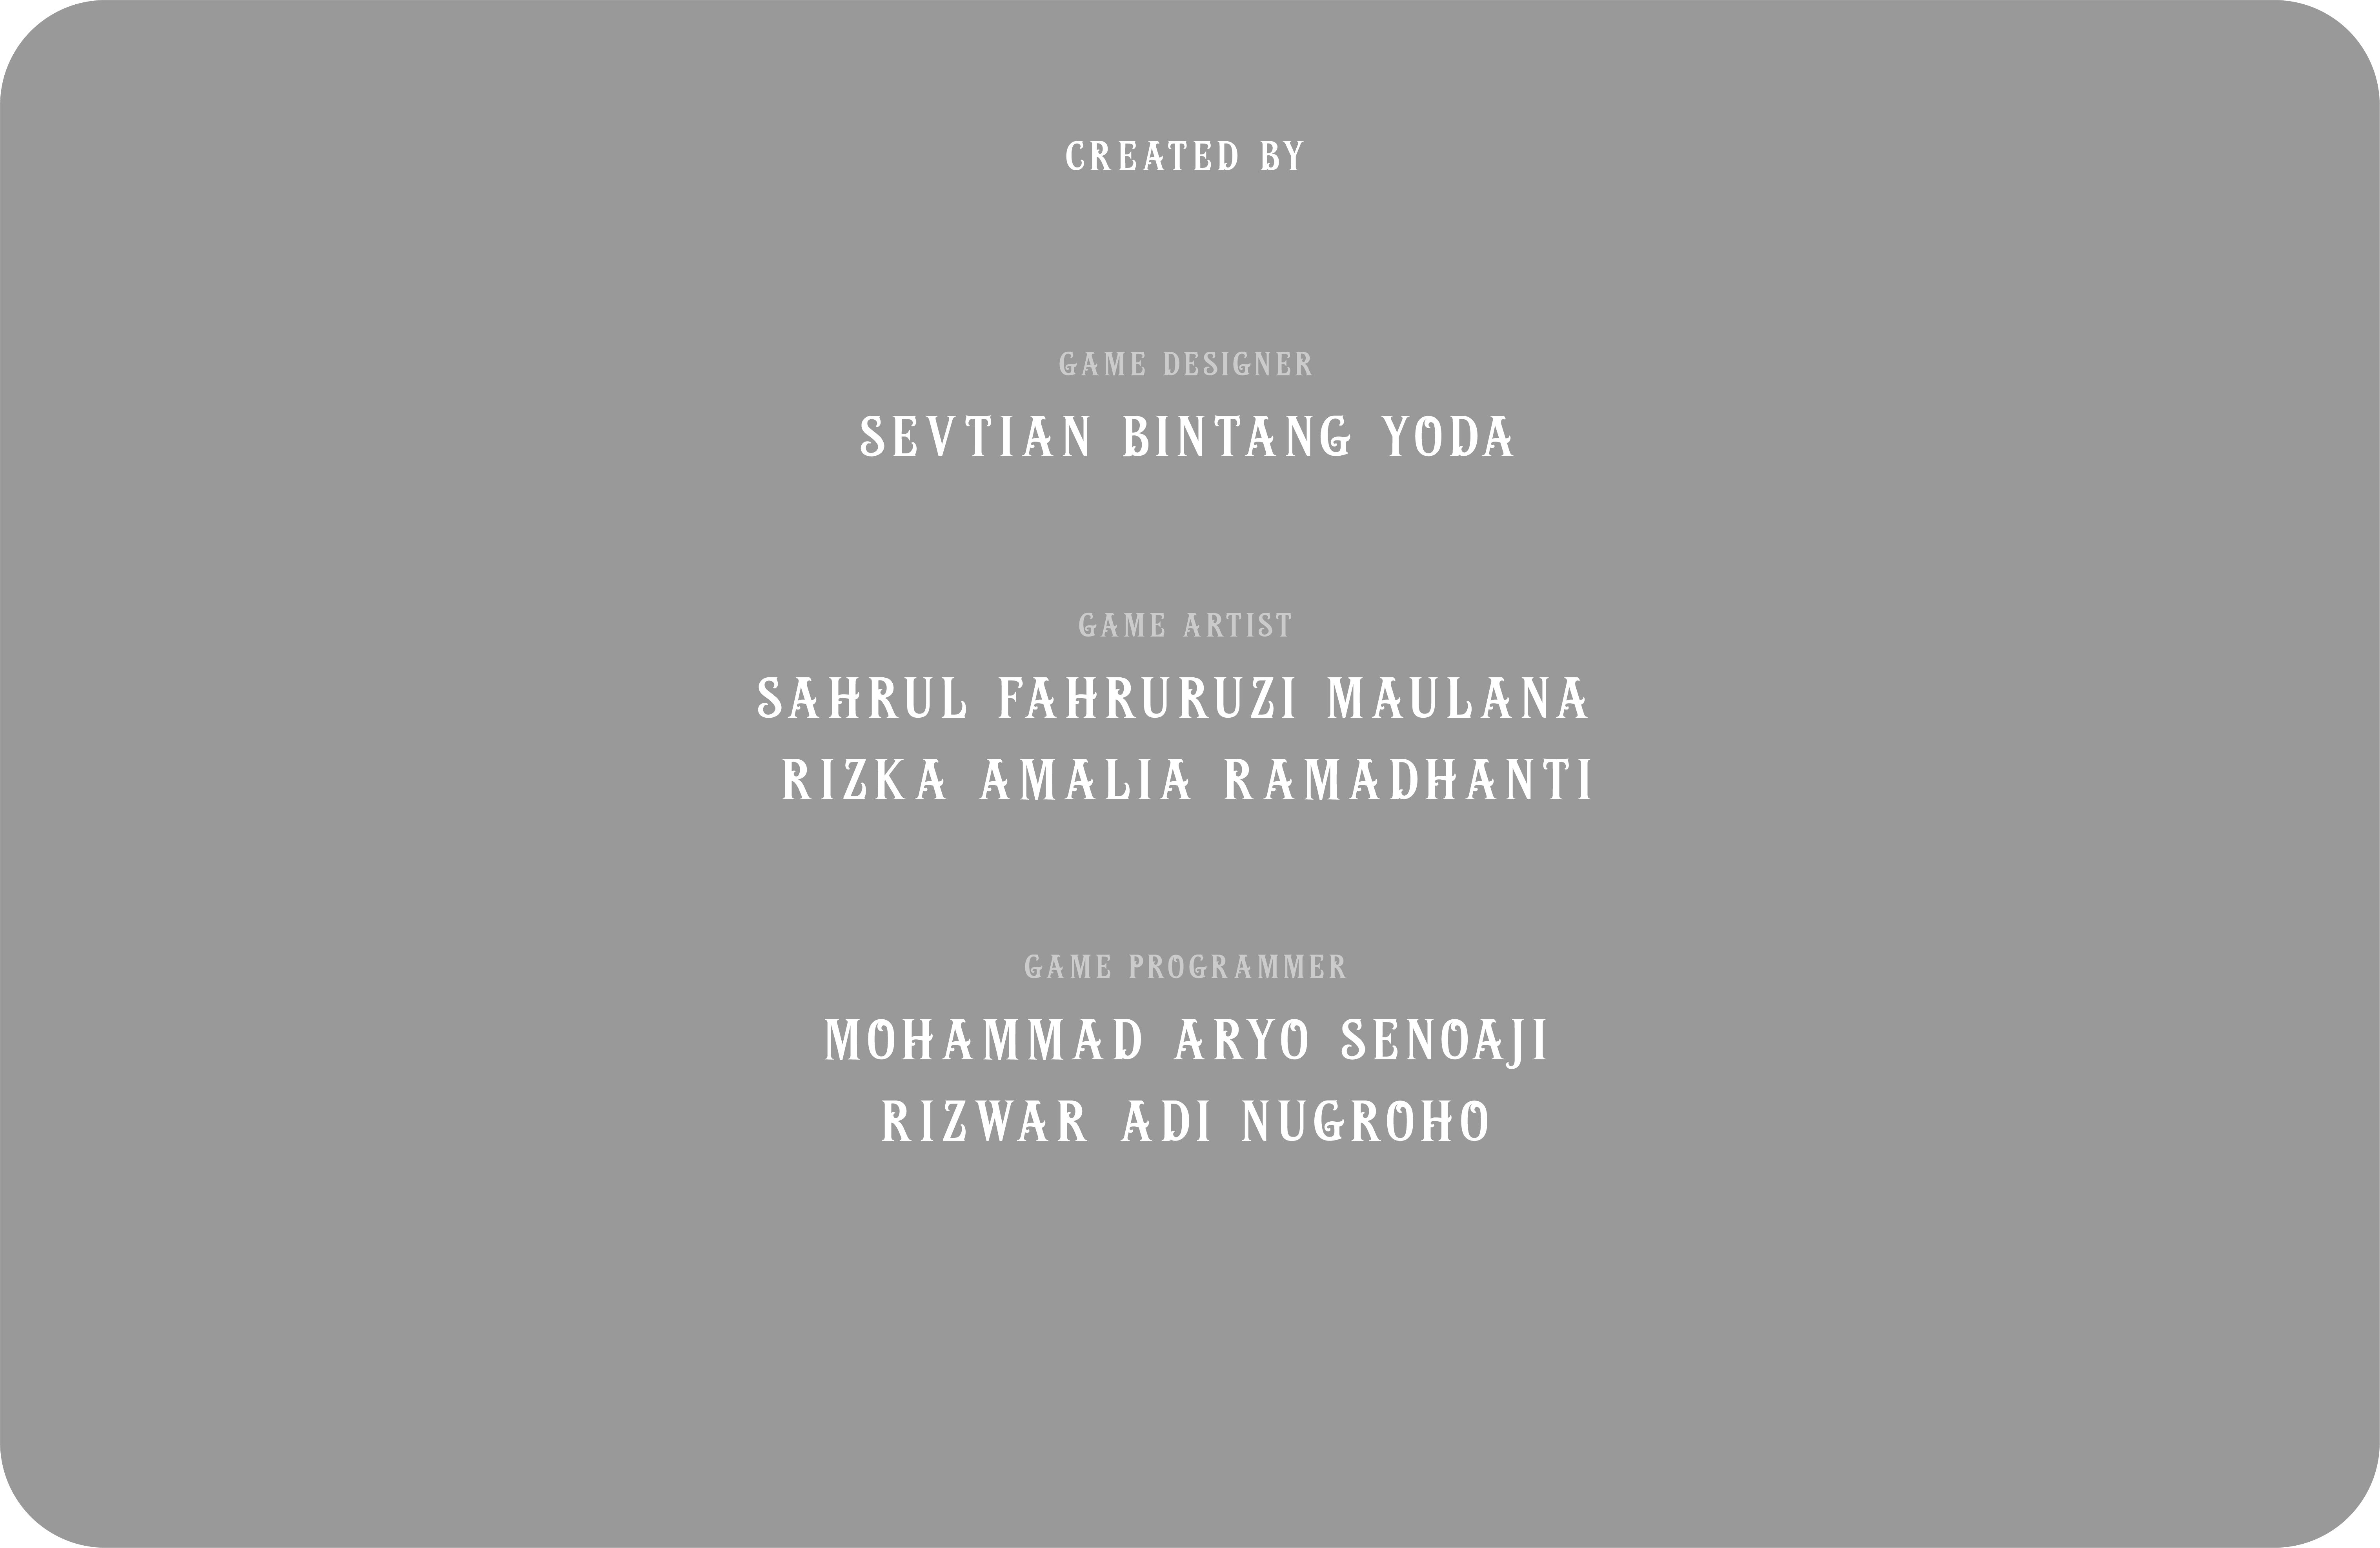 CREATED BY
GAME DESIGNER
SEVTIAN BINTANG YODA
GAME ARTIST
SAHRUL FAHRURUZI MAULANA
RIZKA AMALIA RAMADHANTI
GAME PROGRAMMER
MOHAMMAD ARYO SENOAJI
RIZWAR ADI NUGROHO